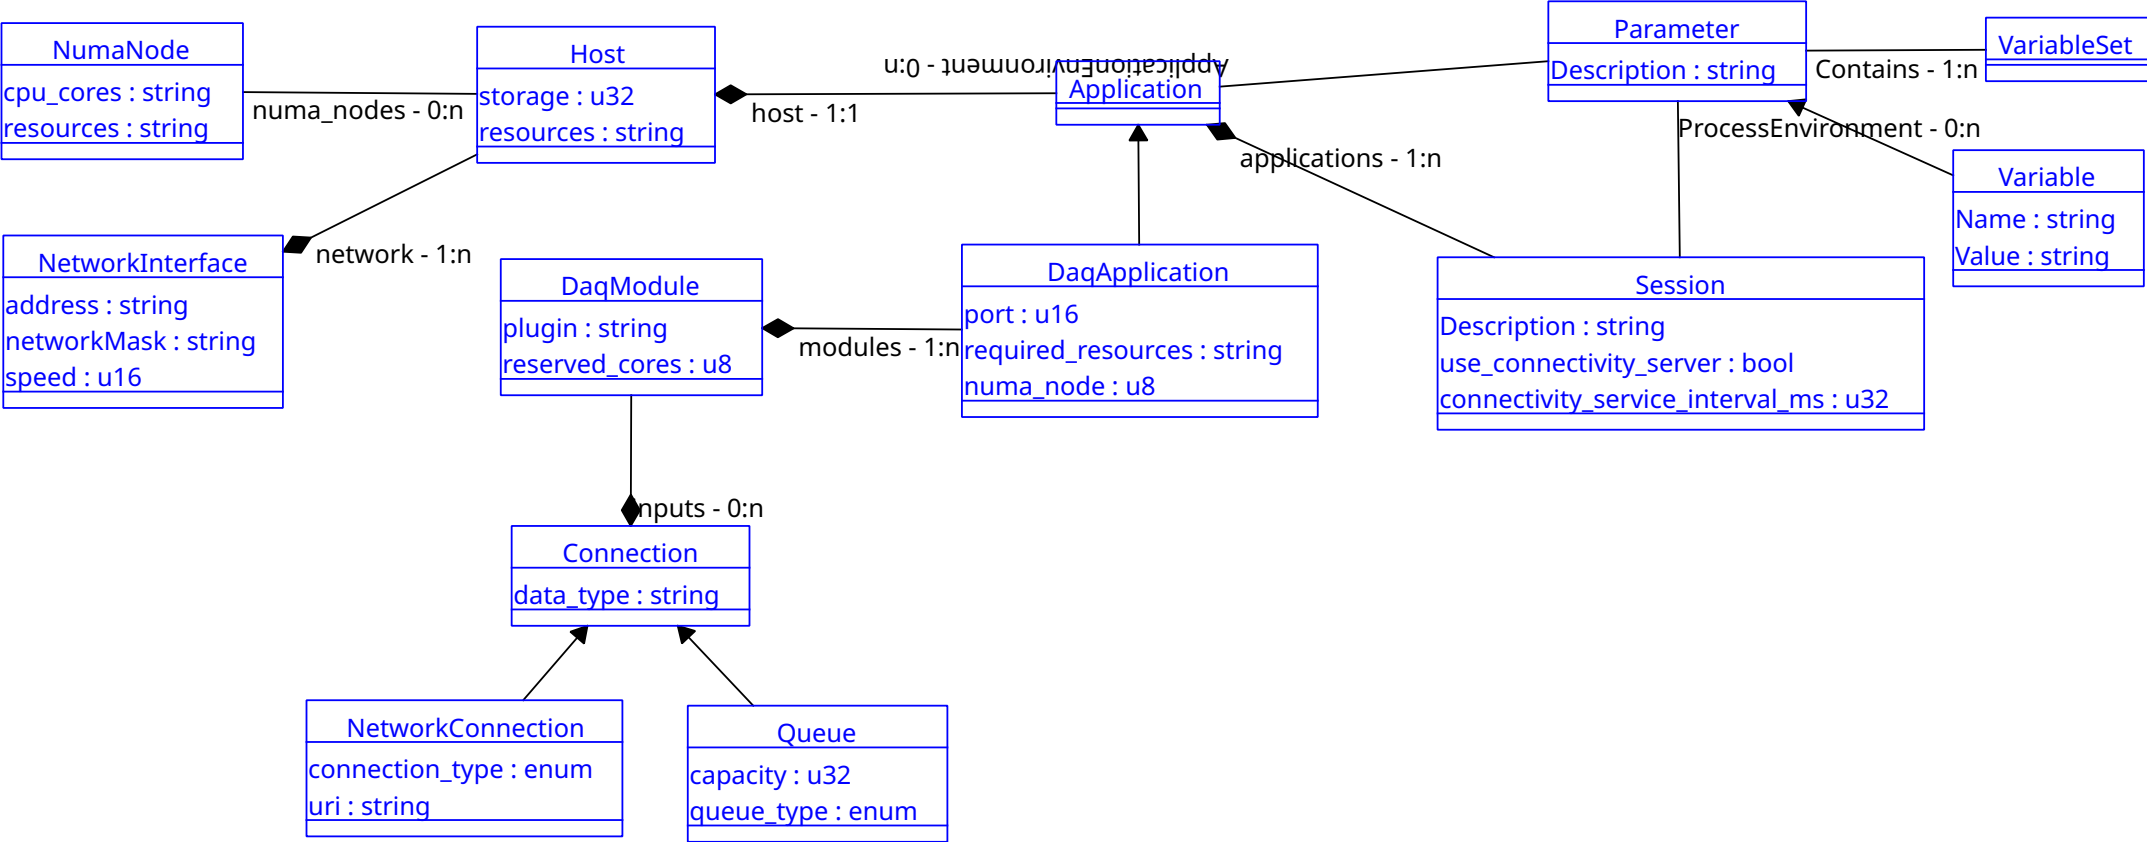 NumaNode
cpu_cores : string
resources : string
numa_nodes - 0:n
Host
storage : u32
resources : string
host - 1:1
ApplicationEnvironment - 0:n
Application
Parameter
Description : string
Contains - 1:n
VariableSet
ProcessEnvironment - 0:n
Variable
Name : string
Value : string
applications - 1:n
network - 1:n
NetworkInterface
address : string
networkMask : string
speed : u16
DaqModule
plugin : string
reserved_cores : u8
modules - 1:n
DaqApplication
port : u16
required_resources : string
numa_node : u8
Session
Description : string
use_connectivity_server : bool
connectivity_service_interval_ms : u32
nputs - 0:n
Connection
data_type : string
NetworkConnection
connection_type : enum
uri : string
Queue
capacity : u32
queue_type : enum